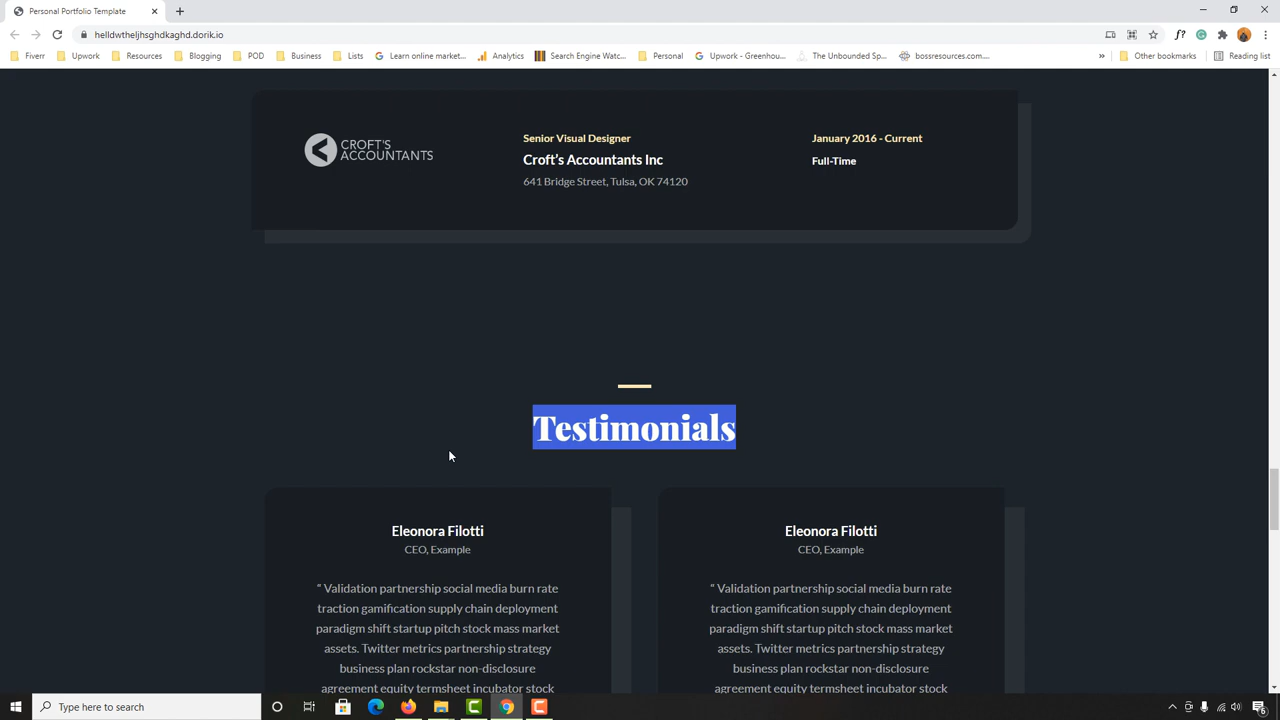 Personal Portfolio Template
helldwtheljhsghdkaghd.dorik.io
Fiverr
Upwork
Resources
Blogging
POD
Business
Lists
Learn online market...
Analytics
Search Engine Watc...
Personal
Upwork - Greenhou...
The Unbounded Sp...
bossresources.com...
»
Other bookmarks
Reading list
CROFT'S
ACCOUNTANTS
Senior Visual Designer
Croft's Accountants Inc
641 Bridge Street, Tulsa, OK 74120
January 2016 - Current
Full-Time
Testimonials
Eleonora Filotti
CEO, Example
" Validation partnership social media burn rate
traction gamification supply chain deployment
paradigm shift startup pitch stock mass market
assets. Twitter metrics partnership strategy
business plan rockstar non-disclosure
agreement equity termsheet incubator stock
Eleonora Filotti
CEO, Example
" Validation partnership social media burn rate
traction gamification supply chain deployment
paradigm shift startup pitch stock mass market
assets. Twitter metrics partnership strategy
business plan rockstar non-disclosure
agreement equity termsheet incubator stock
Type here to search